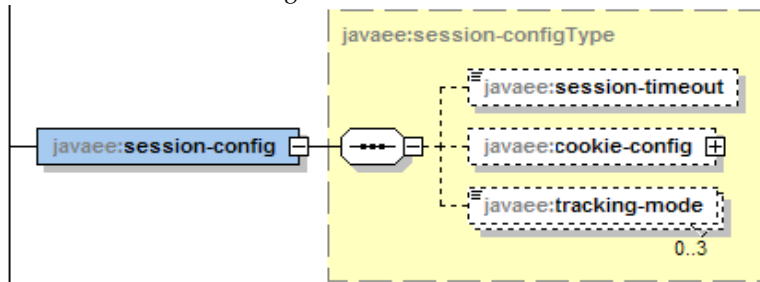 javaee:session-configType
javaee:session-timeout
javaee:session-config
javaee:cookie-config
javaee:tracking-mode
0..3